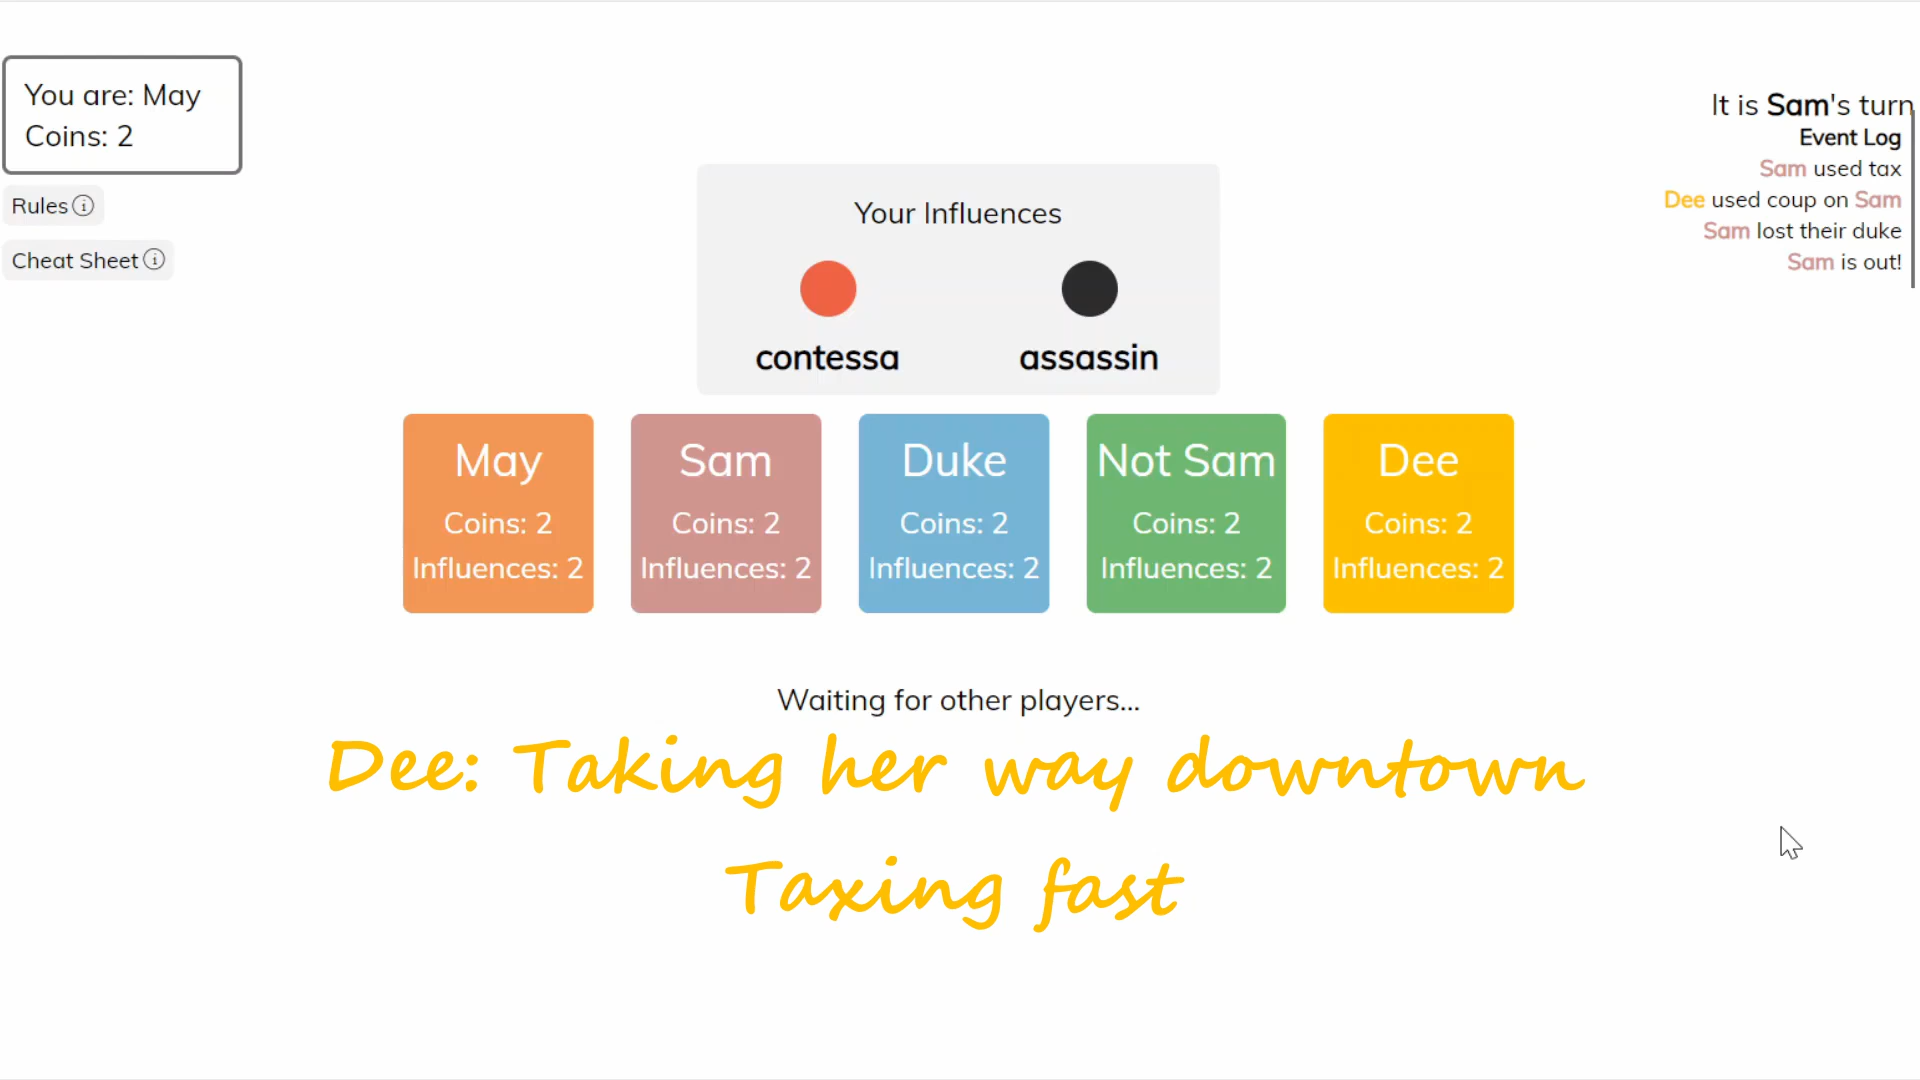 You are: May
Coins: 2
Rules
Cheat Sheet
It is Sam's turn
Event Log
Sam used tax
Dee used coup on Sam
Sam lost their duke
Sam is out!
Your Influences
contessa assassin
May Sam Duke Not Sam Dee
Coins: 2 Coins: 2 Coins: 2 Coins: 2 Coins: 2
Influences: 2 Influences: 2 Influences: 2 Influences: 2 Influences: 2
Waiting for other players...
Dee: Taking her way downtown
Taxing fast